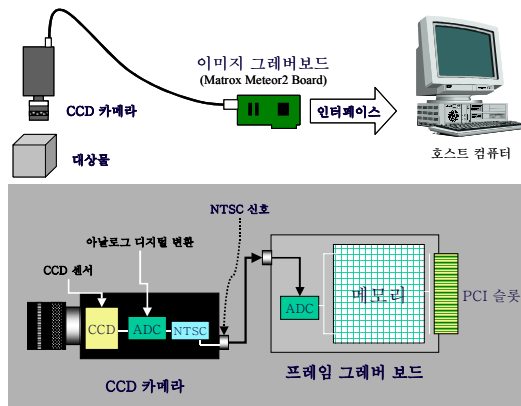 이미지 그레버보드
(Matrox Meteor2 Board)
CCD 카메라
인터페이스
대상물
호스트 컴퓨터
NTSC 신호
아날로그 디지털 변환
CCD 센서
CCD
ADC
NTSC
ADC
메모리
PCI 슬롯
CCD 카메라
프레임 그레버 보드